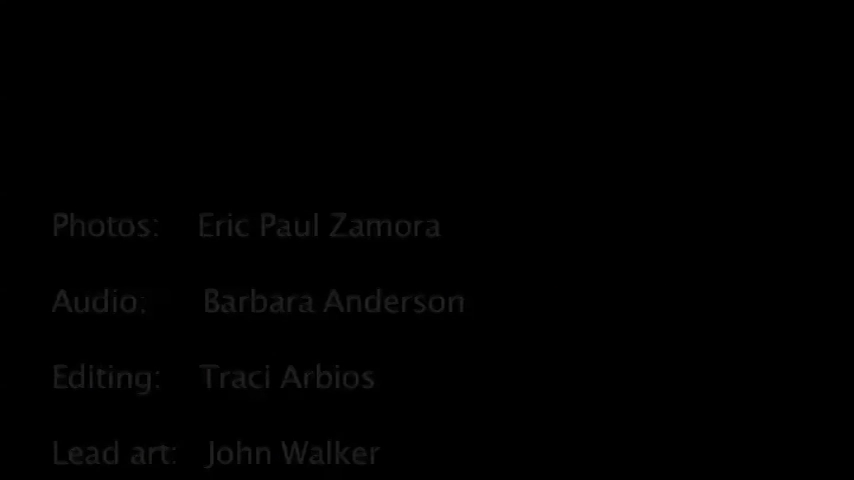 Photos: Eric Paul Zamora
Audio: Barbara Anderson
Editing: Traci Arbios
Lead art: John Walker